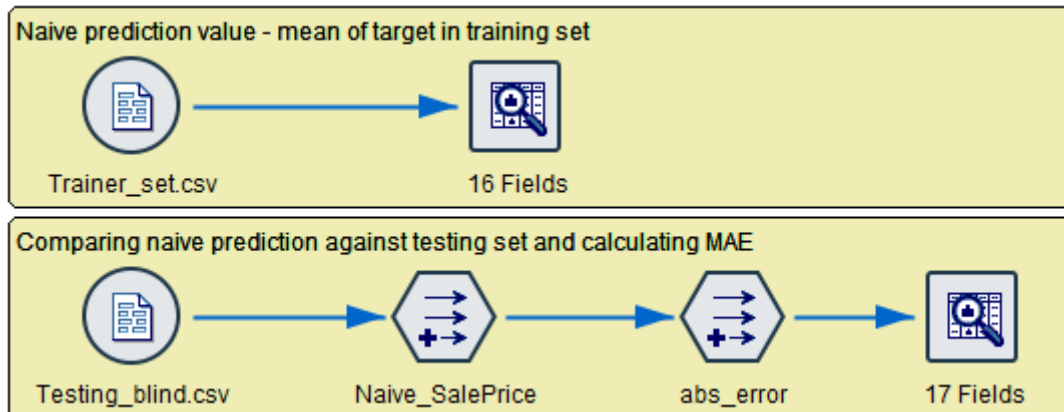 Naive prediction value - mean of target in training set
Trainer_set.csv
16 Fields
Comparing naive prediction against testing set and calculating MAE
Testing_blind.csv
Naive_SalePrice
abs_error
17 Fields